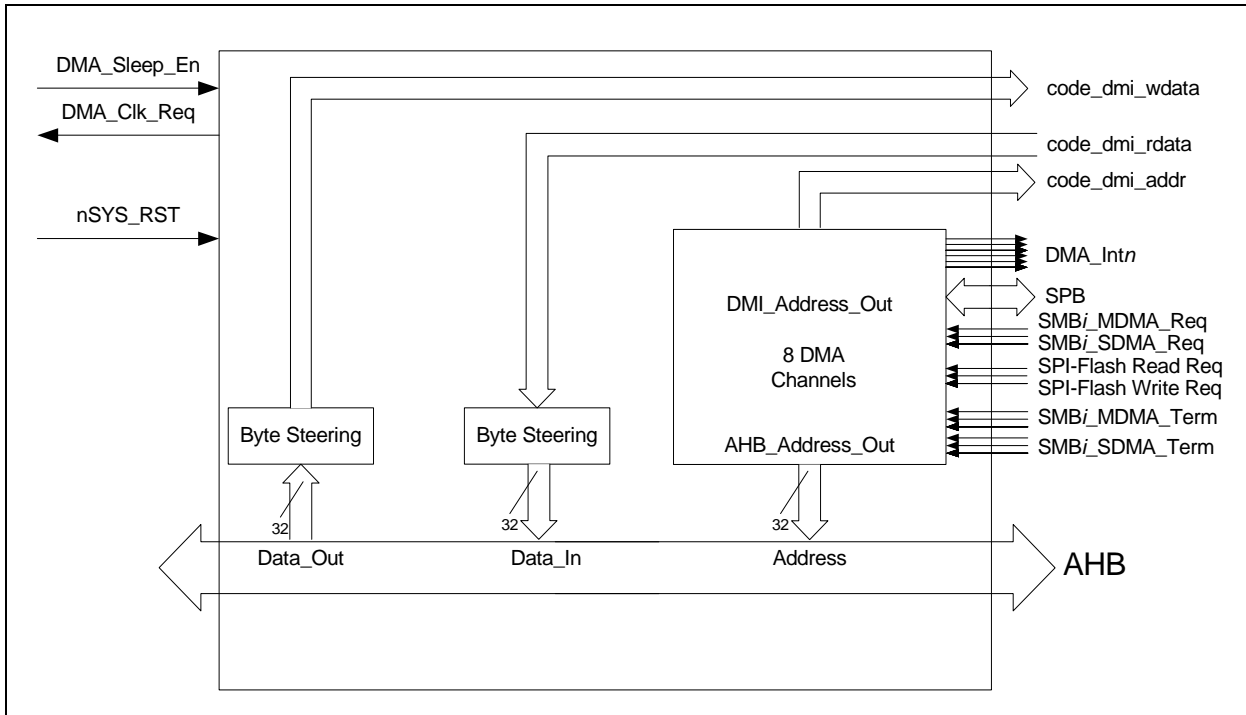 DMA_Sleep_En
DMA_Clk_Req
nSYS_RST
code_dmi_wdata
code_dmi_rdata
code_dmi_addr
DMA_Intn
SPB
SMBi_MDMA_Req
SMBi_SDMA_Req
SPI-Flash Read Req
SPI-Flash Write Req
SMBi_MDMA_Term
SMBi_SDMA_Term
DMI_Address_Out
8 DMA
Channels
AHB_Address_Out
Byte Steering
Byte Steering
32
32
32
Data_Out
Data_In
Address
AHB